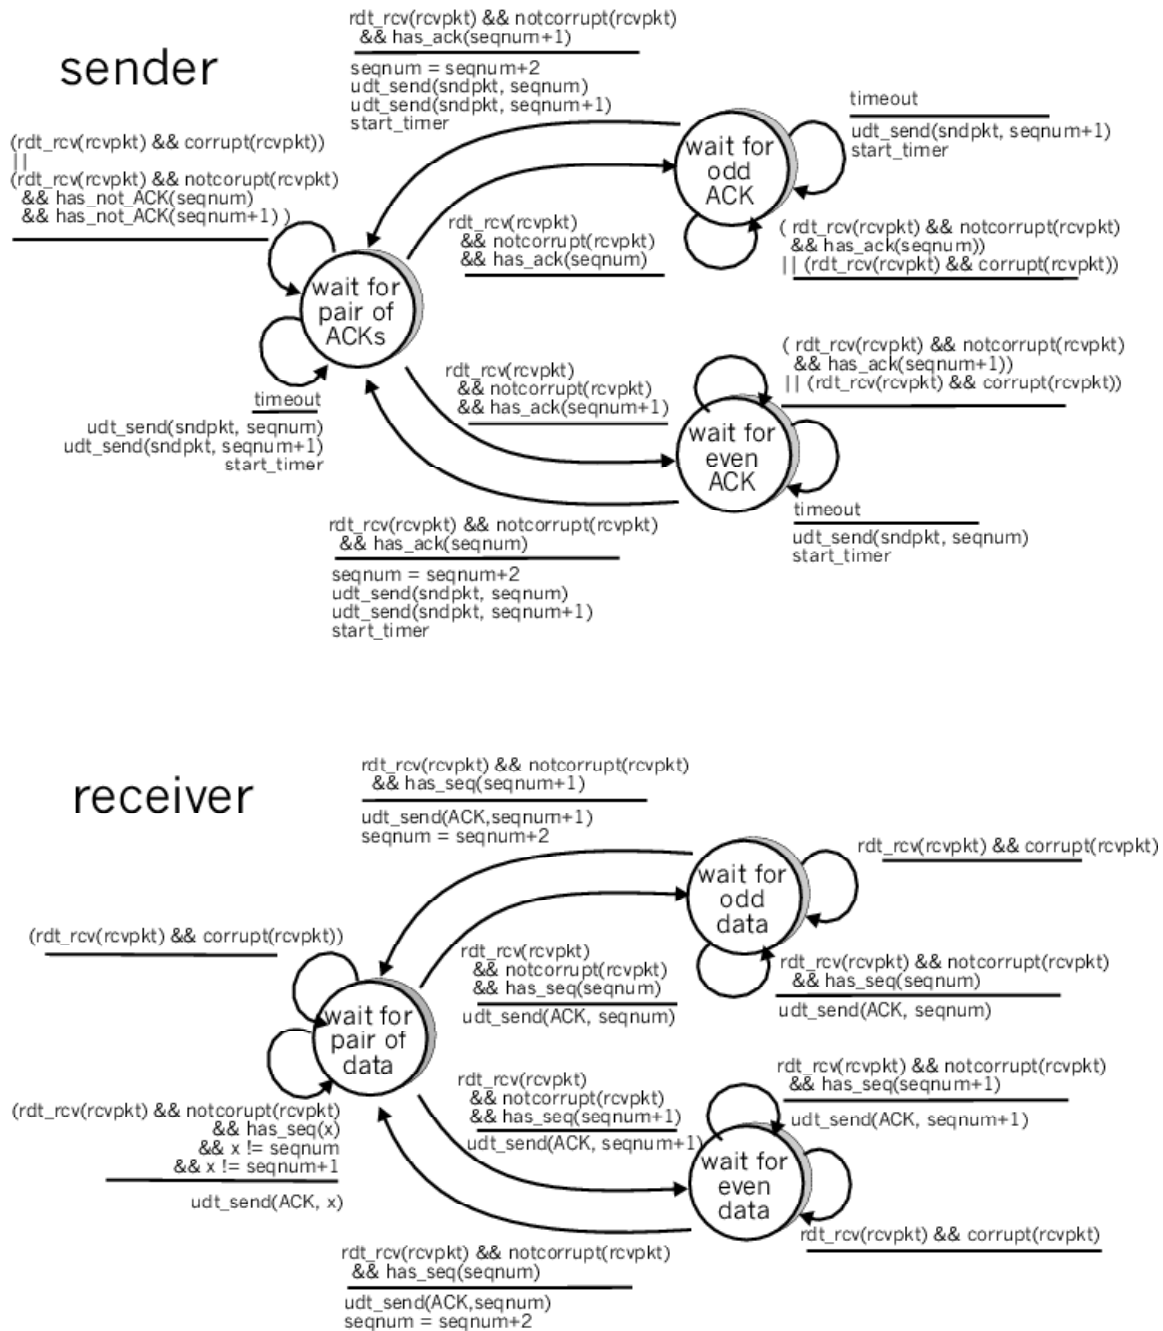 rdt_rcv(rcvpkt) && notcorrupt(rcvpkt)
&& has_ack(seqnum+1)
sender
seqnum = seqnum+2
udt_send(sndpkt, seqnum)
udt_send(sndpkt, seqnum+1)
start_timer
timeout
udt_send(sndpkt, seqnum+1)
start_timer
(rdt_rcv(rcvpkt) && corrupt(rcvpkt))
||
(rdt_rcv(rcvpkt) && notcorupt(rcvpkt)
&& has_not_ACK(seqnum)
&& has_not_ACK(seqnum+1) )
wait for
odd
ACK
rdt_rcv(rcvpkt)
&& notcorrupt(rcvpkt)
&& has_ack(seqnum)
( rdt_rcv(rcvpkt) && notcorrupt(rcvpkt)
&& has_ack(seqnum))
|| (rdt_rcv(rcvpkt) && corrupt(rcvpkt))
wait for
pair of
ACKs
( rdt_rcv(rcvpkt) && notcorrupt(rcvpkt)
&& has_ack(seqnum+1))
|| (rdt_rcv(rcvpkt) && corrupt(rcvpkt))
rdt_rcv(rcvpkt)
&& notcorrupt(rcvpkt)
&& has_ack(seqnum+1)
timeout
udt_send(sndpkt, seqnum)
udt_send(sndpkt, seqnum+1)
start_timer
wait for
even
ACK
timeout
udt_send(sndpkt, seqnum)
start_timer
rdt_rcv(rcvpkt) && notcorrupt(rcvpkt)
&& has_ack(seqnum)
seqnum = seqnum+2
udt_send(sndpkt, seqnum)
udt_send(sndpkt, seqnum+1)
start_timer
receiver
rdt_rcv(rcvpkt) && notcorrupt(rcvpkt)
&& has_seq(seqnum+1)
udt_send(ACK,seqnum+1)
seqnum = seqnum+2
rdt_rcv(rcvpkt) && corrupt(rcvpkt)
wait for
odd
data
(rdt_rcv(rcvpkt) && corrupt(rcvpkt))
rdt_rcv(rcvpkt)
&& notcorrupt(rcvpkt)
&& has_seq(seqnum)
udt_send(ACK, seqnum)
rdt_rcv(rcvpkt) && notcorrupt(rcvpkt)
&& has_seq(seqnum)
udt_send(ACK, seqnum)
wait for
pair of
data
rdt_rcv(rcvpkt)
&& notcorrupt(rcvpkt)
&& has_seq(seqnum+1)
udt_send(ACK, seqnum+1)
rdt_rcv(rcvpkt) && notcorrupt(rcvpkt)
&& has_seq(seqnum+1)
udt_send(ACK, seqnum+1)
(rdt_rcv(rcvpkt) && notcorupt(rcvpkt)
&& has_seq(x)
&& x != seqnum
&& x != seqnum+1
udt_send(ACK, x)
wait for
even
data
rdt_rcv(rcvpkt) && corrupt(rcvpkt)
rdt_rcv(rcvpkt) && notcorrupt(rcvpkt)
&& has_seq(seqnum)
udt_send(ACK,seqnum)
seqnum = seqnum+2